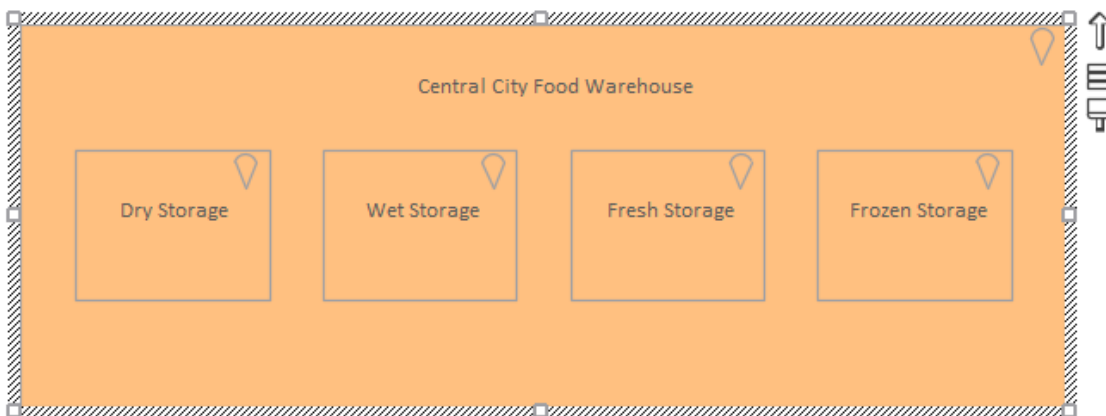 Central City Food Warehouse
Dry Storage
Wet Storage
Fresh Storage
Frozen Storage